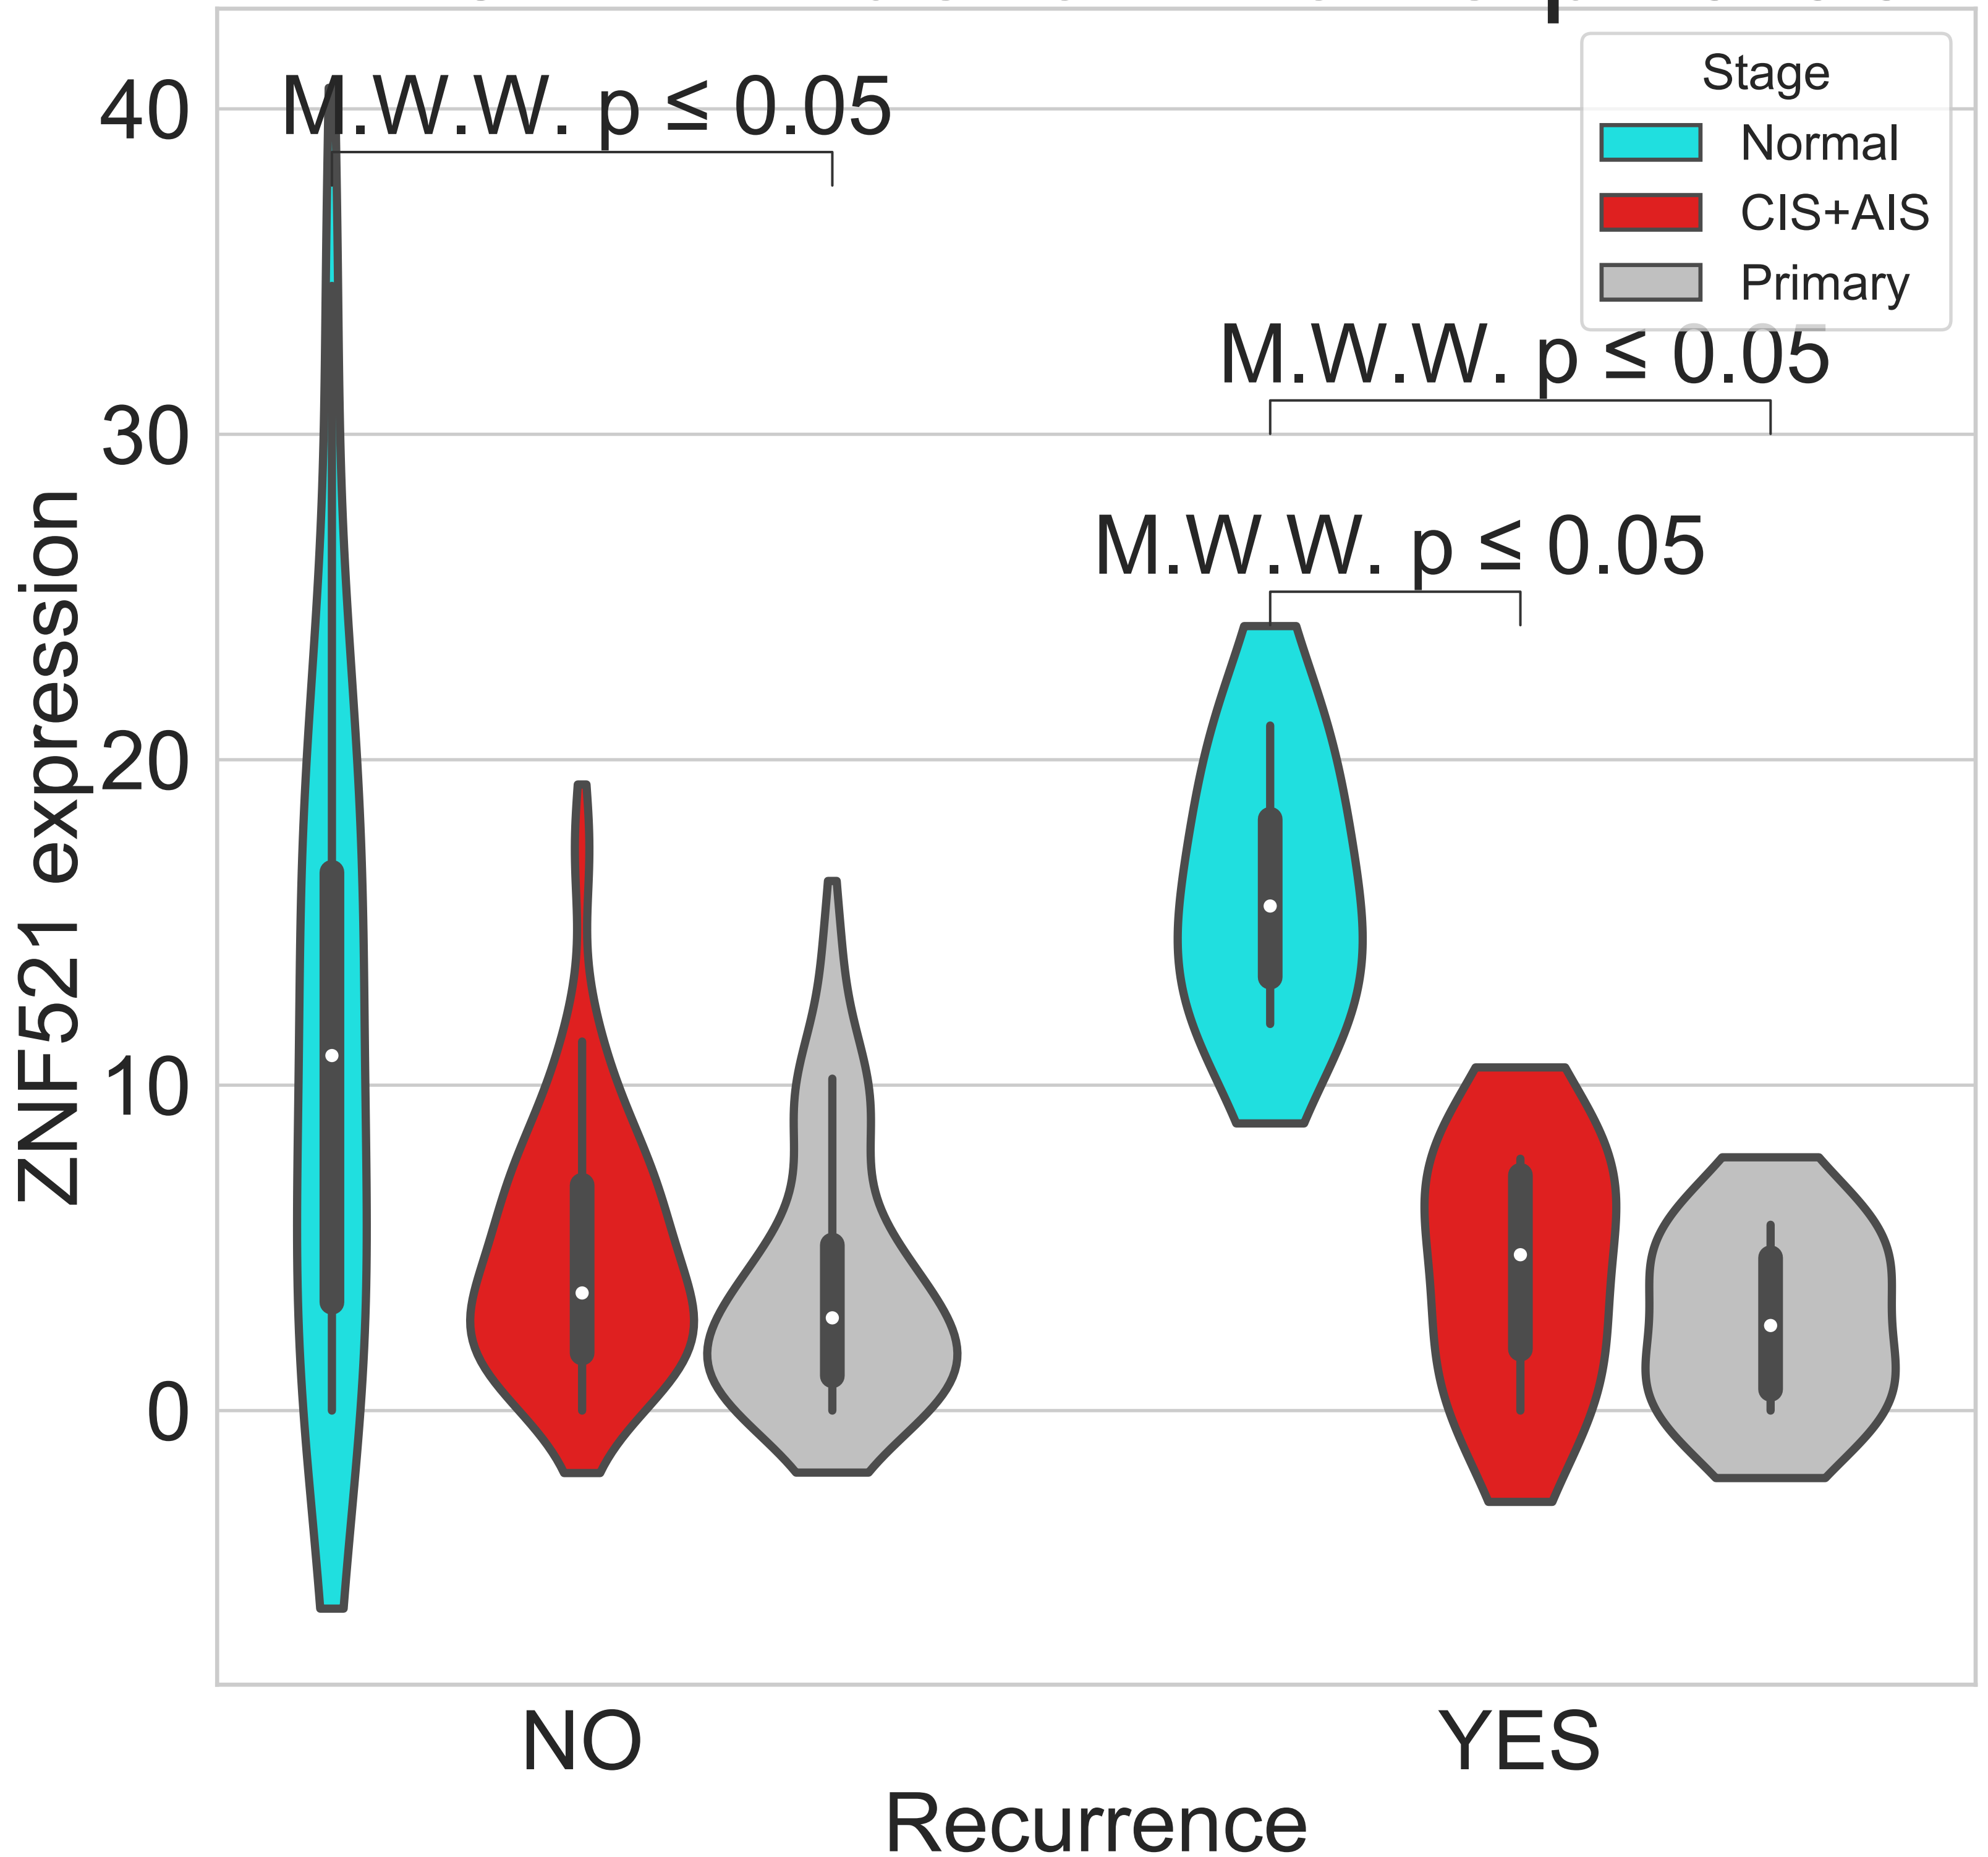 Stage
Normal
CIS+AIS
Primary
M.W.W. p ≤ 0.05
M.W.W. p ≤ 0.05
M.W.W. p ≤ 0.05
40
30
20
10
0
ZNF521 expression
NO
YES
Recurrence